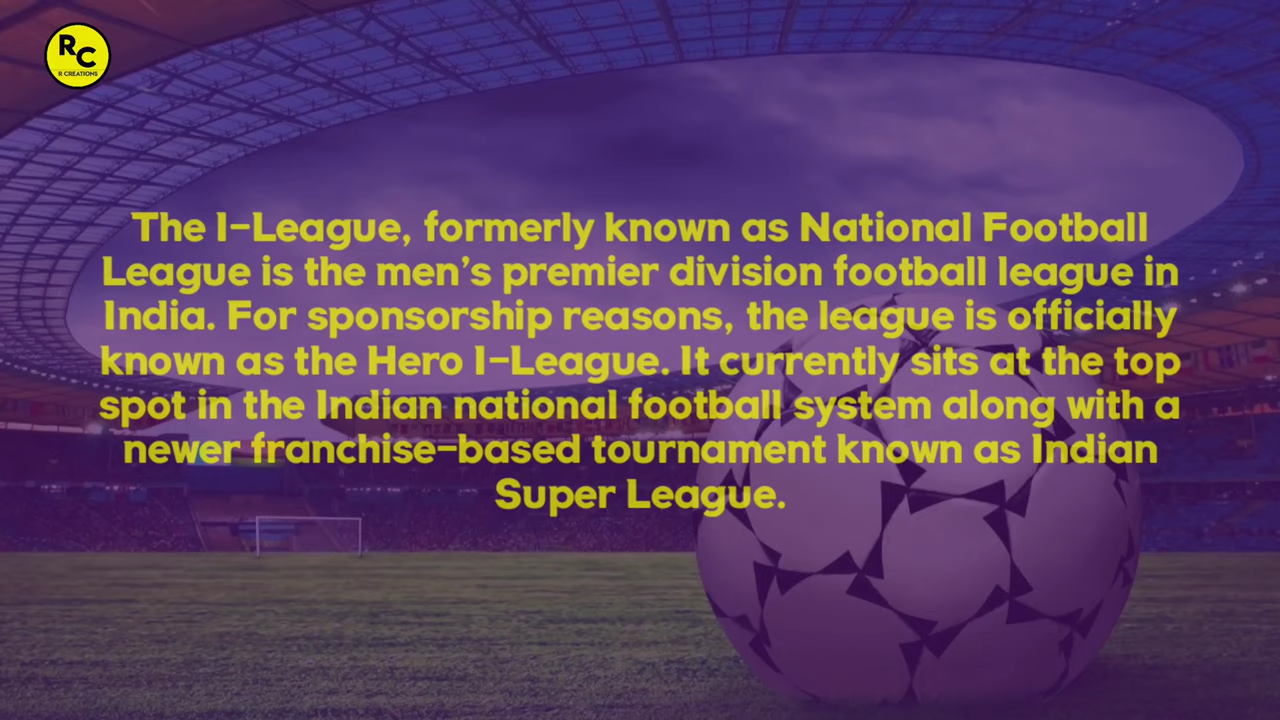 RC
R CREATIONS
The I-League, formerly known as National Football
League is the men's premier division football league in
India. For sponsorship reasons, the league is officially
known as the Hero I-League. It currently sits at the top
spot in the Indian national football system along with a
newer franchise-based tournament known as Indian
Super League.